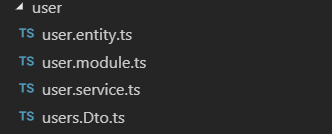 user
TS user.entity.ts
TS user.module.ts
TS user.service.ts
TS users.Dto.ts